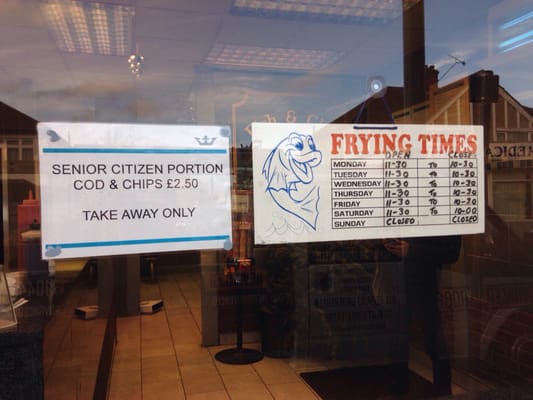 SENIOR CITIZEN PORTION
COD & CHIPS £2.50
TAKE AWAY ONLY
FRYING TIMES
OPEN CLOSE
MONDAY 11-30 TO 10-30
TUESDAY 11-30 TO 10-30
WEDNESDAY 11-30 TO 10-30
THURSDAY 11-30 TO 10-30
FRIDAY 11-30 TO 10-30
SATURDAY 11-30 TO 10-00
SUNDAY CLOSED CLOSED